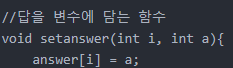 //답을 변수에 담는 함수
void setanswer(int i, int a){
    answer[i] = a;